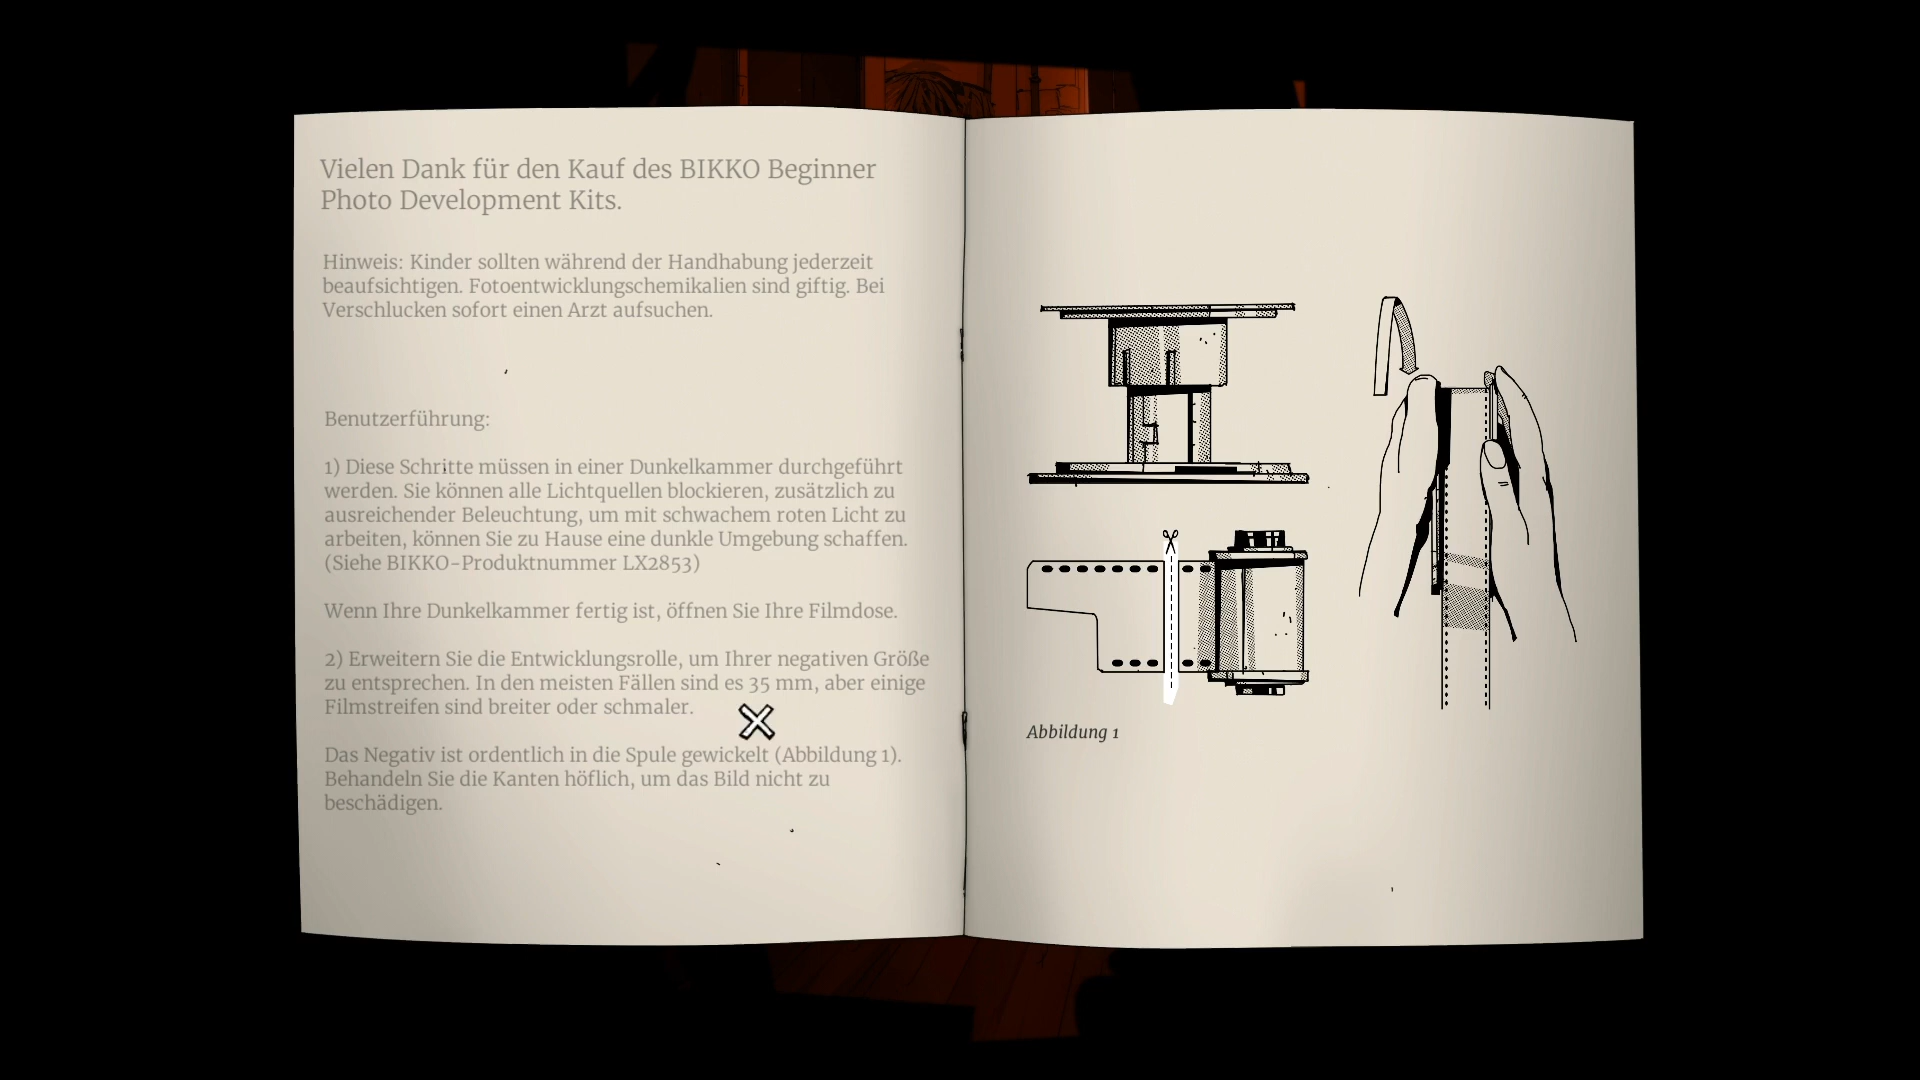 Vielen Dank für den Kauf des BIKKO Beginner
Photo Development Kits.
Hinweis: Kinder sollten während der Handhabung jederzeit
beaufsichtigen. Fotoentwicklungschemikalien sind giftig. Bei
Verschlucken sofort einen Arzt aufsuchen.
Benutzerführung:
1) Diese Schritte müssen in einer Dunkelkammer durchgeführt
werden. Sie können alle Lichtquellen blockieren, zusätzlich zu
ausreichender Beleuchtung, um mit schwachem roten Licht zu
arbeiten, können Sie zu Hause eine dunkle Umgebung schaffen.
(Siehe BIKKO-Produktnummer LX2853)
Wenn Ihre Dunkelkammer fertig ist, öffnen Sie Ihre Filmdose.
2) Erweitern Sie die Entwicklungsrolle, um Ihrer negativen Größe
zu entsprechen. In den meisten Fällen sind es 35 mm, aber einige
Filmstreifen sind breiter oder schmaler.
Das Negativ ist ordentlich in die Spule gewickelt (Abbildung 1).
Behandeln Sie die Kanten höflich, um das Bild nicht zu
beschädigen.
Abbildung 1